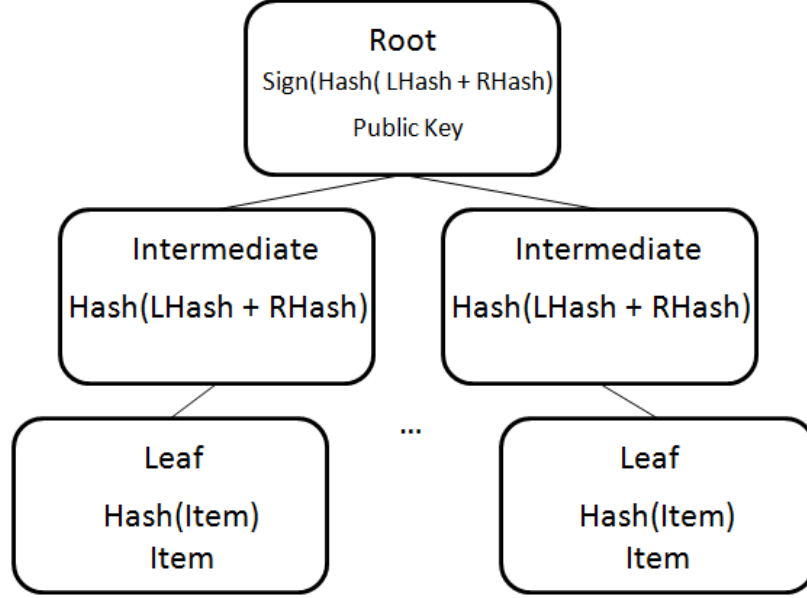 Root
Sign(Hash( LHash + RHash)
Public Key
Intermediate
Hash(LHash + RHash)
Intermediate
Hash(LHash + RHash)
Leaf
Hash(Item)
Item
...
Leaf
Hash(Item)
Item